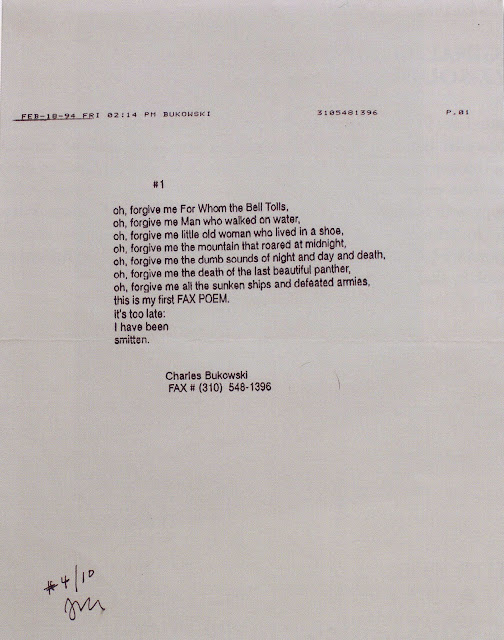 FEB-18-94 FRI 02:14 PM BUKOWSKI 3105481396 P.01
#1
oh, forgive me For Whom the Bell Tolls,
oh, forgive me Man who walked on water,
oh, forgive me little old woman who lived in a shoe,
oh, forgive me the mountain that roared at midnight,
oh, forgive me the dumb sounds of night and day and death,
oh, forgive me the death of the last beautiful panther,
oh, forgive me all the sunken ships and defeated armies,
this is my first FAX POEM.
it's too late:
I have been
smitten.
Charles Bukowski
FAX # (310) 548-1396
#4/10